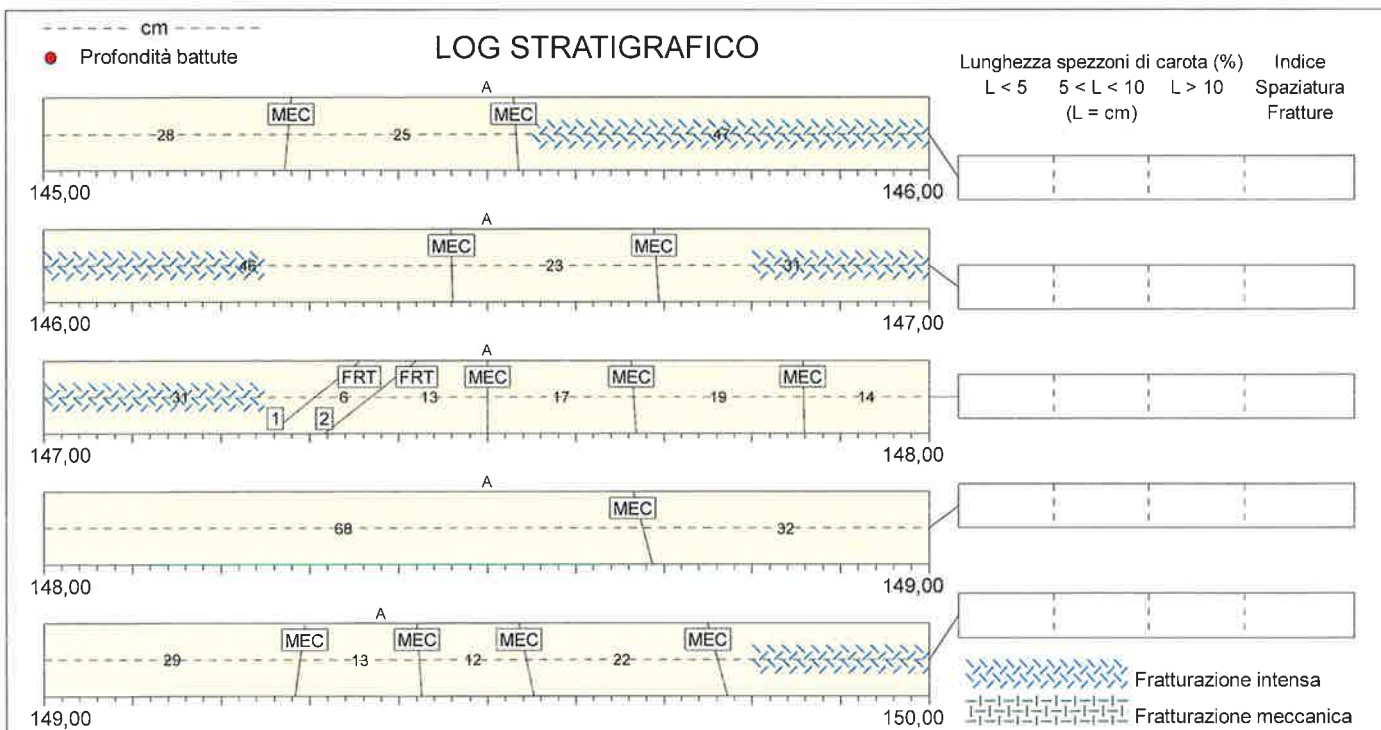 cm
Profondità battute
LOG STRATIGRAFICO
Lunghezza spezzoni di carota (%) Indice
L < 5 5 < L < 10 L > 10 Spaziatura
(L = cm) Fratture
A
MEC MEC
28 25 47
145,00 146,00
A
MEC MEC
46 23 31
146,00 147,00
A
FRT FRT MEC MEC MEC
31 6 13 17 19 14
1 2
147,00 148,00
A
MEC
68 32
148,00 149,00
A
MEC MEC MEC MEC
29 13 12 22
149,00 150,00
Fratturazione intensa
Fratturazione meccanica